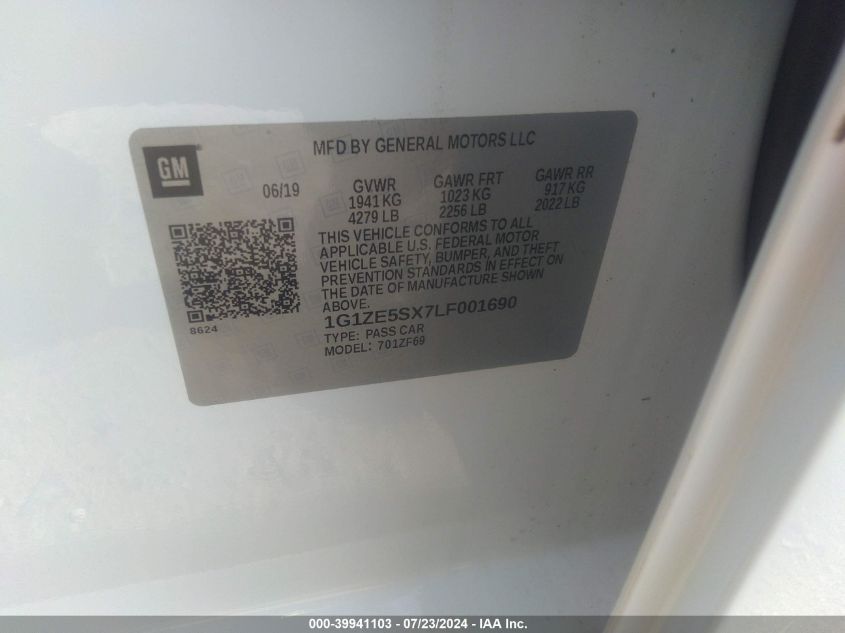 GM
MFD BY GENERAL MOTORS LLC
06/19
GVWR
1941 KG
4279 LB
GAWR FRT
1023 KG
2256 LB
GAWR RR
917 KG
2022 LB
THIS VEHICLE CONFORMS TO ALL
APPLICABLE U.S. FEDERAL MOTOR
VEHICLE SAFETY, BUMPER, AND THEFT
PREVENTION STANDARDS IN EFFECT ON
THE DATE OF MANUFACTURE SHOWN
ABOVE.
8624
1G1ZE5SX7LF001690
TYPE: PASS CAR
MODEL: 701ZF69
000-39941103 - 07/23/2024 - IAA Inc.